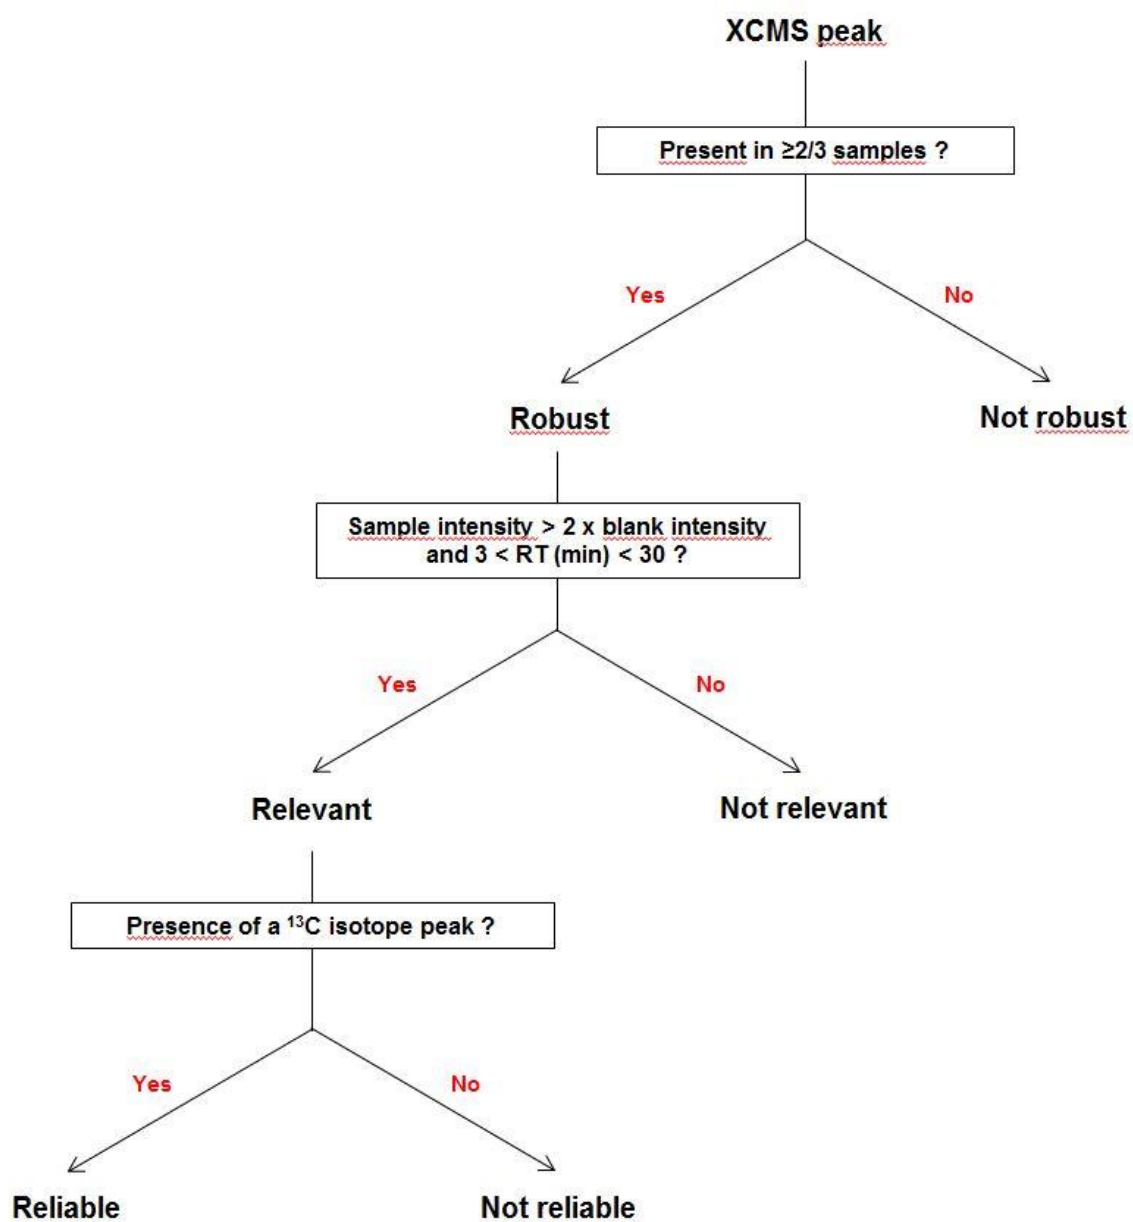 XCMS peak
Present in ≥2/3 samples ?
Yes
No
Robust
Not robust
Sample intensity > 2 x blank intensity
and 3 < RT (min) < 30 ?
Yes
No
Relevant
Not relevant
Presence of a ¹³C isotope peak ?
Yes
No
Reliable
Not reliable